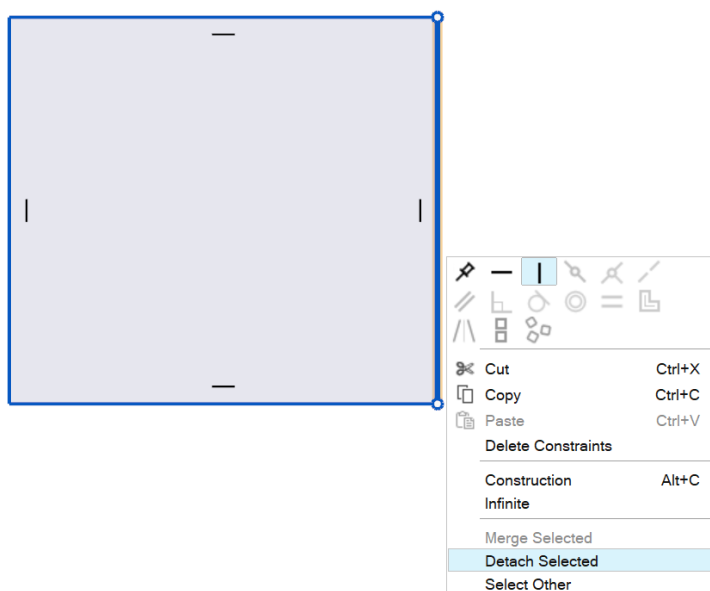 Cut Ctrl+X
Copy Ctrl+C
Paste Ctrl+V
Delete Constraints
Construction Alt+C
Infinite
Merge Selected
Detach Selected
Select Other